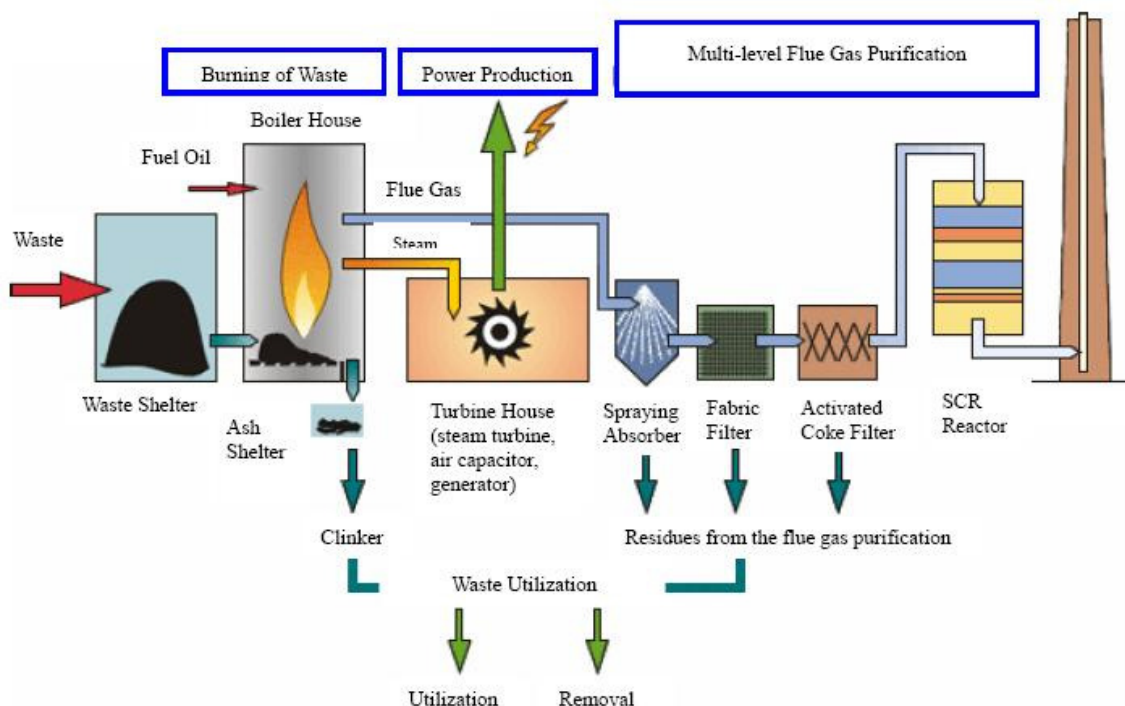 Burning of Waste
Power Production
Multi-level Flue Gas Purification
Boiler House
Fuel Oil
Flue Gas
Waste
Steam
Waste Shelter
Ash
Shelter
Turbine House
(steam turbine,
air capacitor,
generator)
Spraying
Absorber
Fabric
Filter
Activated
Coke Filter
SCR
Reactor
Clinker
Residues from the flue gas purification
Waste Utilization
Utilization
Removal